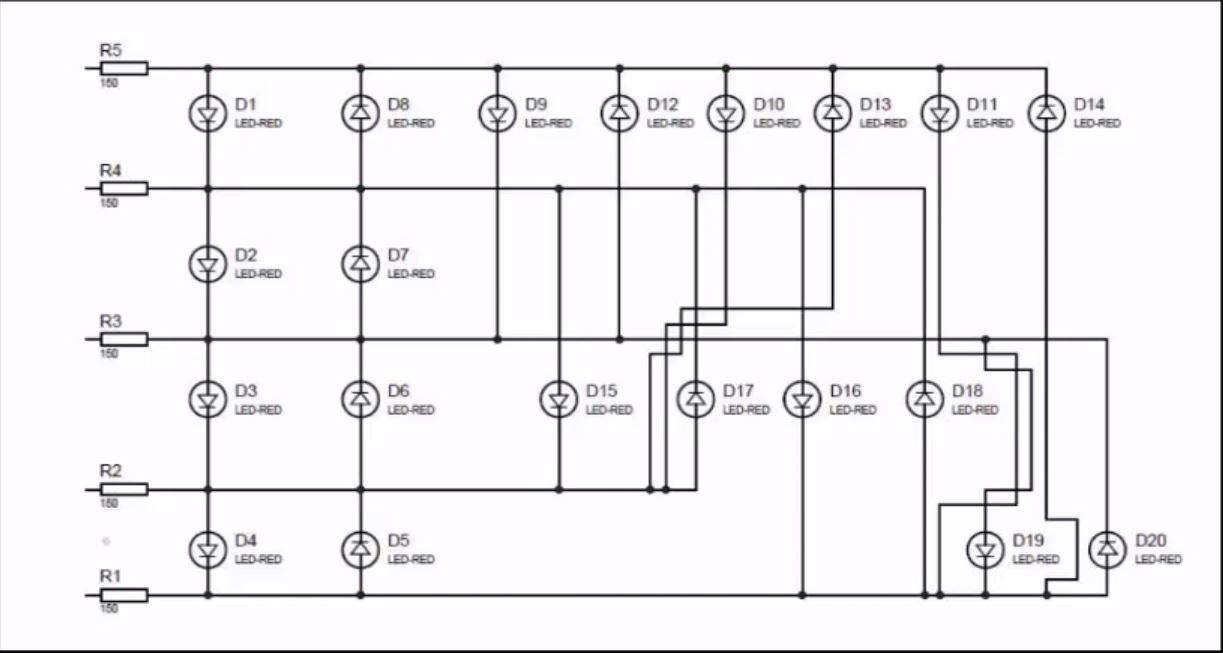 R5
150
D1
LED-RED
D8
LED-RED
D9
LED-RED
D12
LED-RED
D10
LED-RED
D13
LED-RED
D11
LED-RED
D14
LED-RED
R4
150
D2
LED-RED
D7
LED-RED
R3
150
D3
LED-RED
D6
LED-RED
D15
LED-RED
D17
LED-RED
D16
LED-RED
D18
LED-RED
R2
150
D4
LED-RED
D5
LED-RED
D19
LED-RED
D20
LED-RED
R1
150